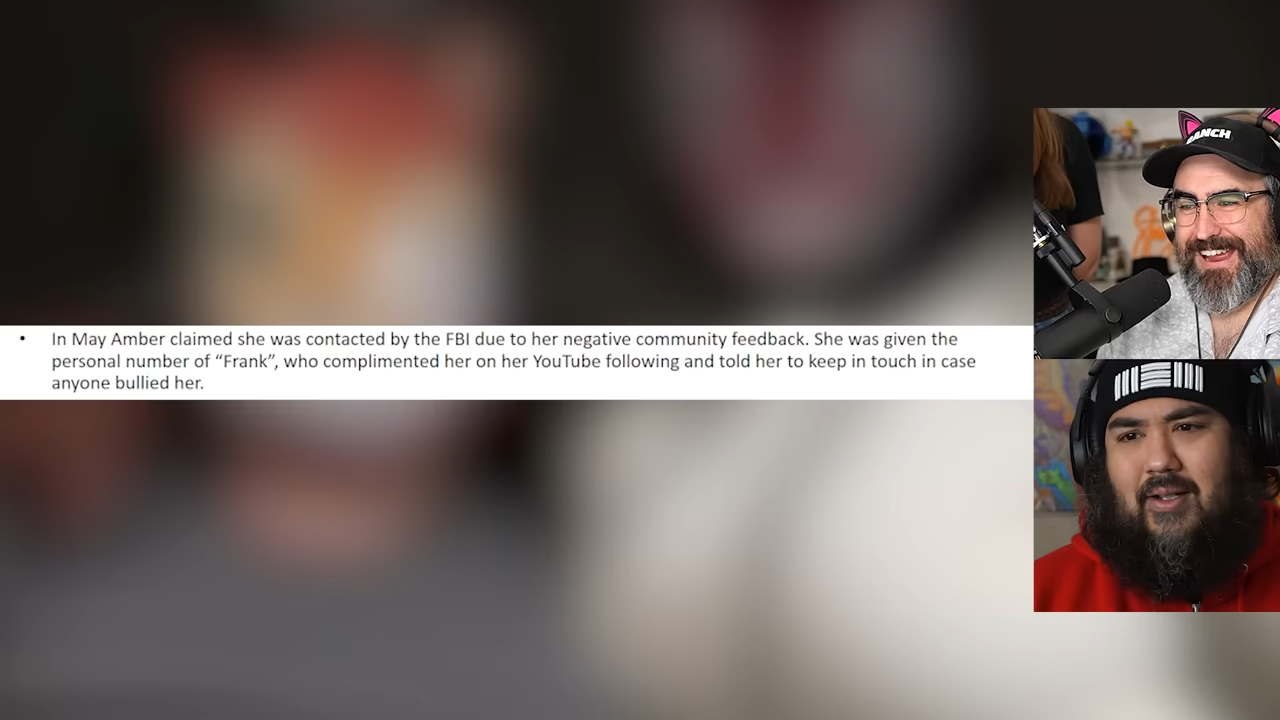 • In May Amber claimed she was contacted by the FBI due to her negative community feedback. She was given the
personal number of “Frank”, who complimented her on her YouTube following and told her to keep in touch in case
anyone bullied her.
RANCH